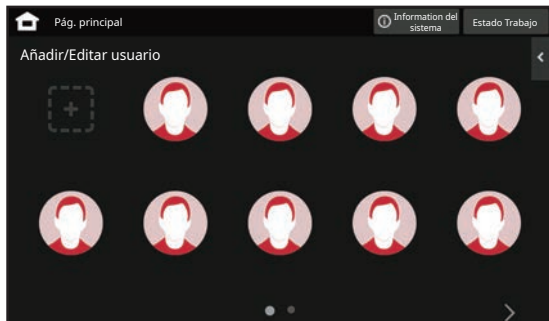 Pág. principal
Information del
sistema
Estado Trabajo
Añadir/Editar usuario